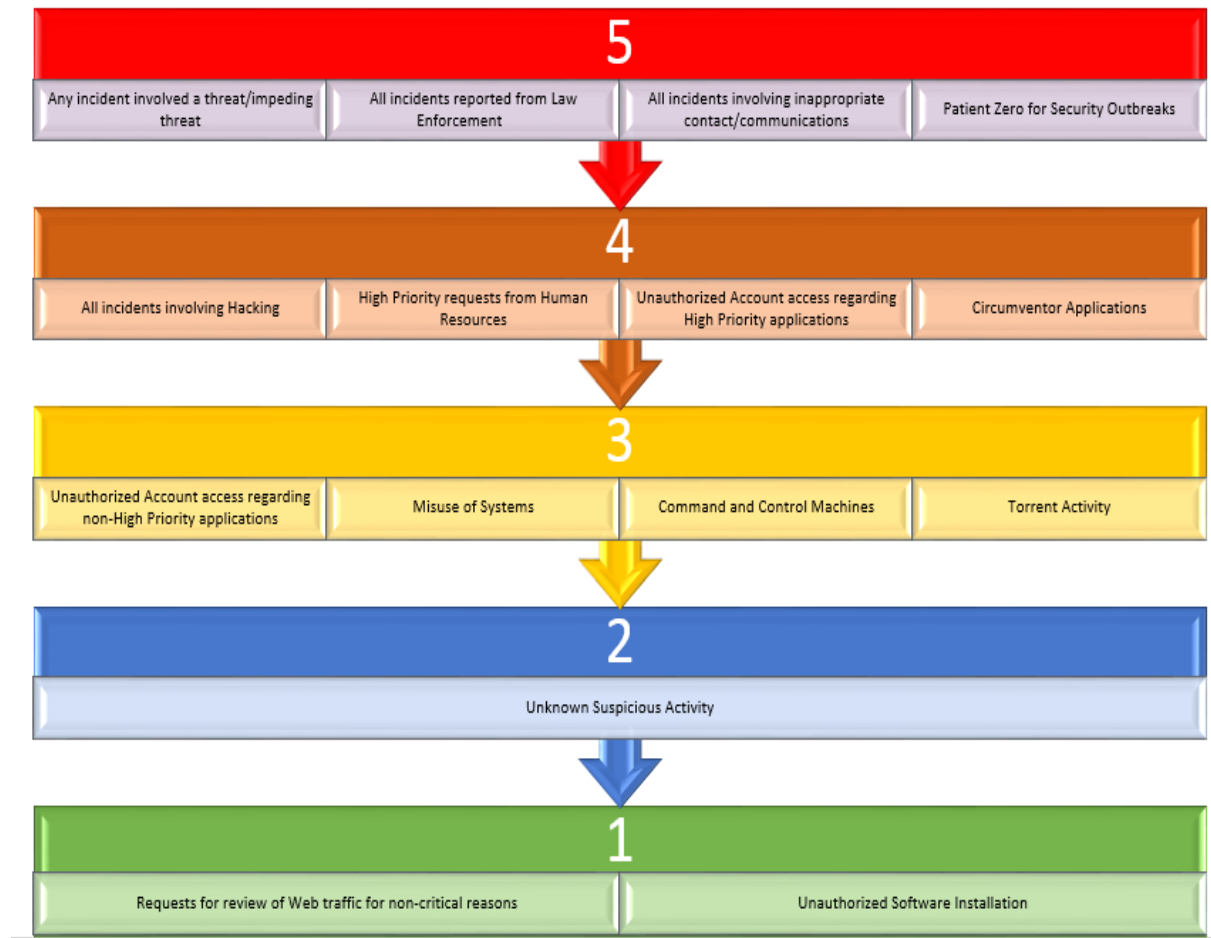 5
Any incident involved a threat/impeding
threat
All incidents reported from Law
Enforcement
All incidents involving inappropriate
contact/communications
Patient Zero for Security Outbreaks
4
All incidents involving Hacking
High Priority requests from Human
Resources
Unauthorized Account access regarding
High Priority applications
Circumventor Applications
3
Unauthorized Account access regarding
non-High Priority applications
Misuse of Systems
Command and Control Machines
Torrent Activity
2
Unknown Suspicious Activity
1
Requests for review of Web traffic for non-critical reasons
Unauthorized Software Installation